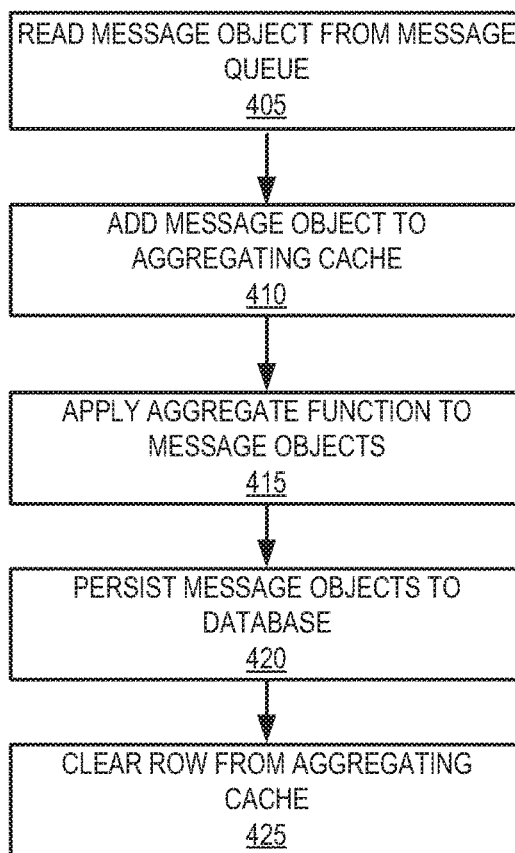 READ MESSAGE OBJECT FROM MESSAGE
QUEUE
405
ADD MESSAGE OBJECT TO
AGGREGATING CACHE
410
APPLY AGGREGATE FUNCTION TO
MESSAGE OBJECTS
415
PERSIST MESSAGE OBJECTS TO
DATABASE
420
CLEAR ROW FROM AGGREGATING
CACHE
425